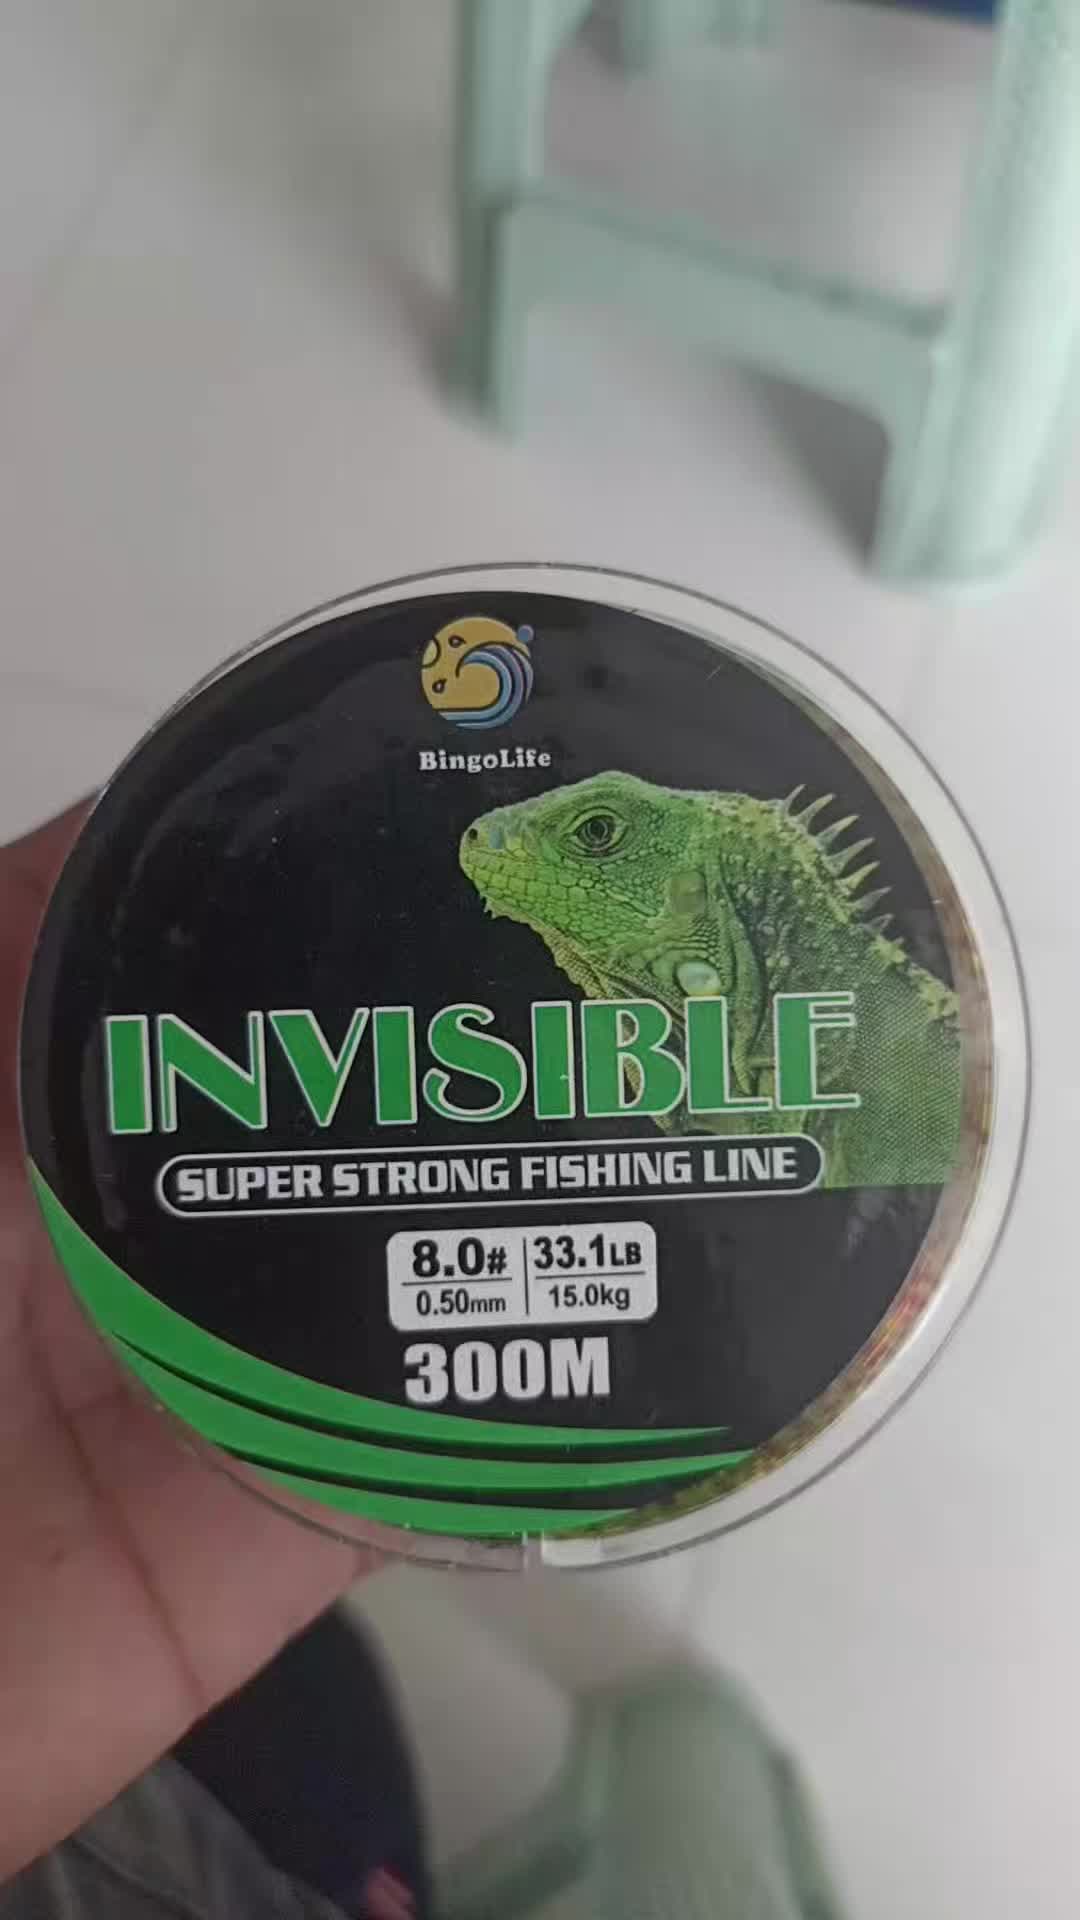 BingoLife
INVISIBLE
SUPER STRONG FISHING LINE
8.0# 33.1LB
0.50mm 15.0kg
300M